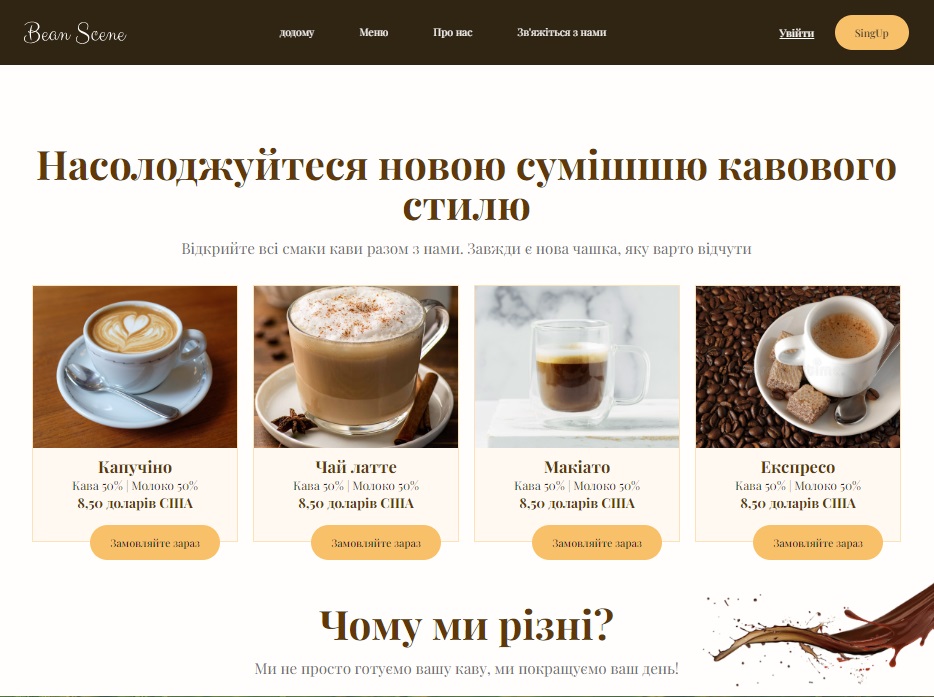 Bean Scene
додому Меню Про нас Зв'яжіться з нами Увійти SingUp
Насолоджуйтеся новою сумішшю кавового
стилю
Відкрийте всі смаки кави разом з нами. Завжди є нова чашка, яку варто відчути
Капучіно
Кава 50% | Молоко 50%
8,50 доларів США
Замовляйте зараз
Чай латте
Кава 50% | Молоко 50%
8,50 доларів США
Замовляйте зараз
Макіато
Кава 50% | Молоко 50%
8,50 доларів США
Замовляйте зараз
Експресо
Кава 50% | Молоко 50%
8,50 доларів США
Замовляйте зараз
Чому ми різні?
Ми не просто готуємо вашу каву, ми покращуємо ваш день!